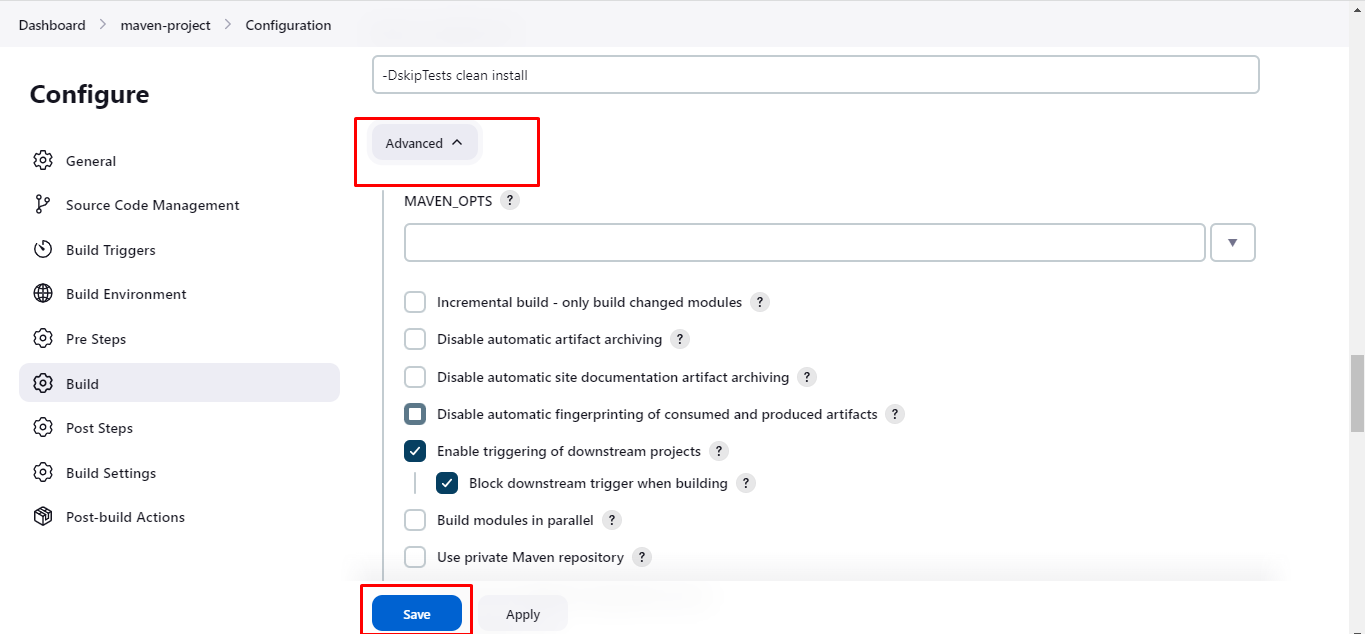 Dashboard > maven-project > Configuration
Configure
General
Source Code Management
Build Triggers
Build Environment
Pre Steps
Build
Post Steps
Build Settings
Post-build Actions
-DskipTests clean install
Advanced
MAVEN_OPTS ?
Incremental build - only build changed modules ?
Disable automatic artifact archiving ?
Disable automatic site documentation artifact archiving ?
Disable automatic fingerprinting of consumed and produced artifacts ?
Enable triggering of downstream projects ?
Block downstream trigger when building ?
Build modules in parallel ?
Use private Maven repository ?
Save Apply